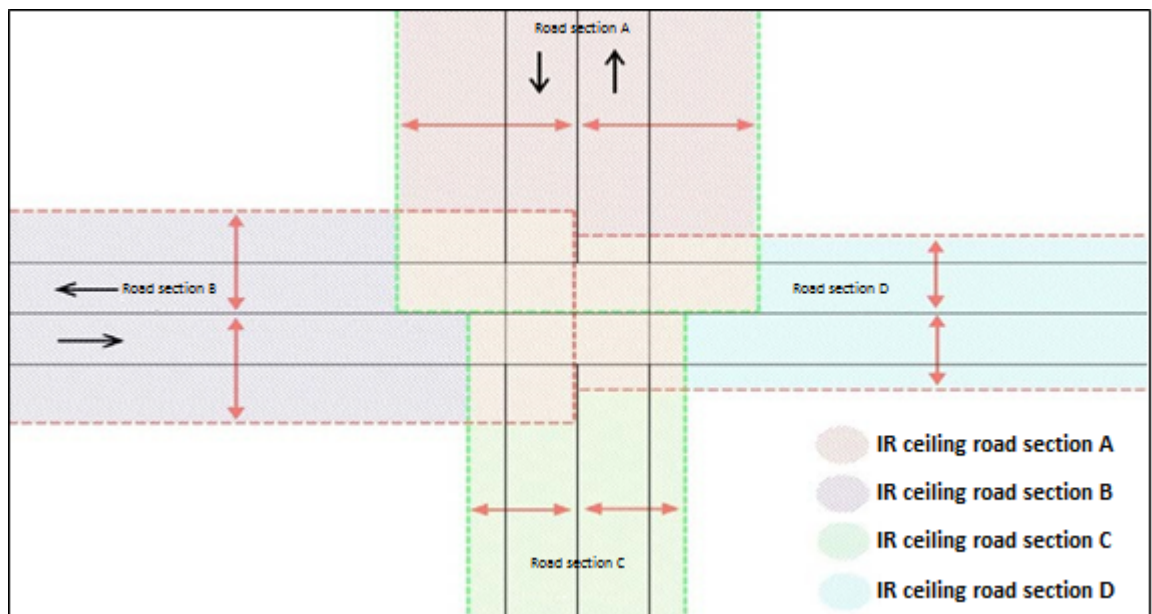 Road section A
Road section B
Road section D
IR ceiling road section A
IR ceiling road section B
IR ceiling road section C
Road section C
IR ceiling road section D